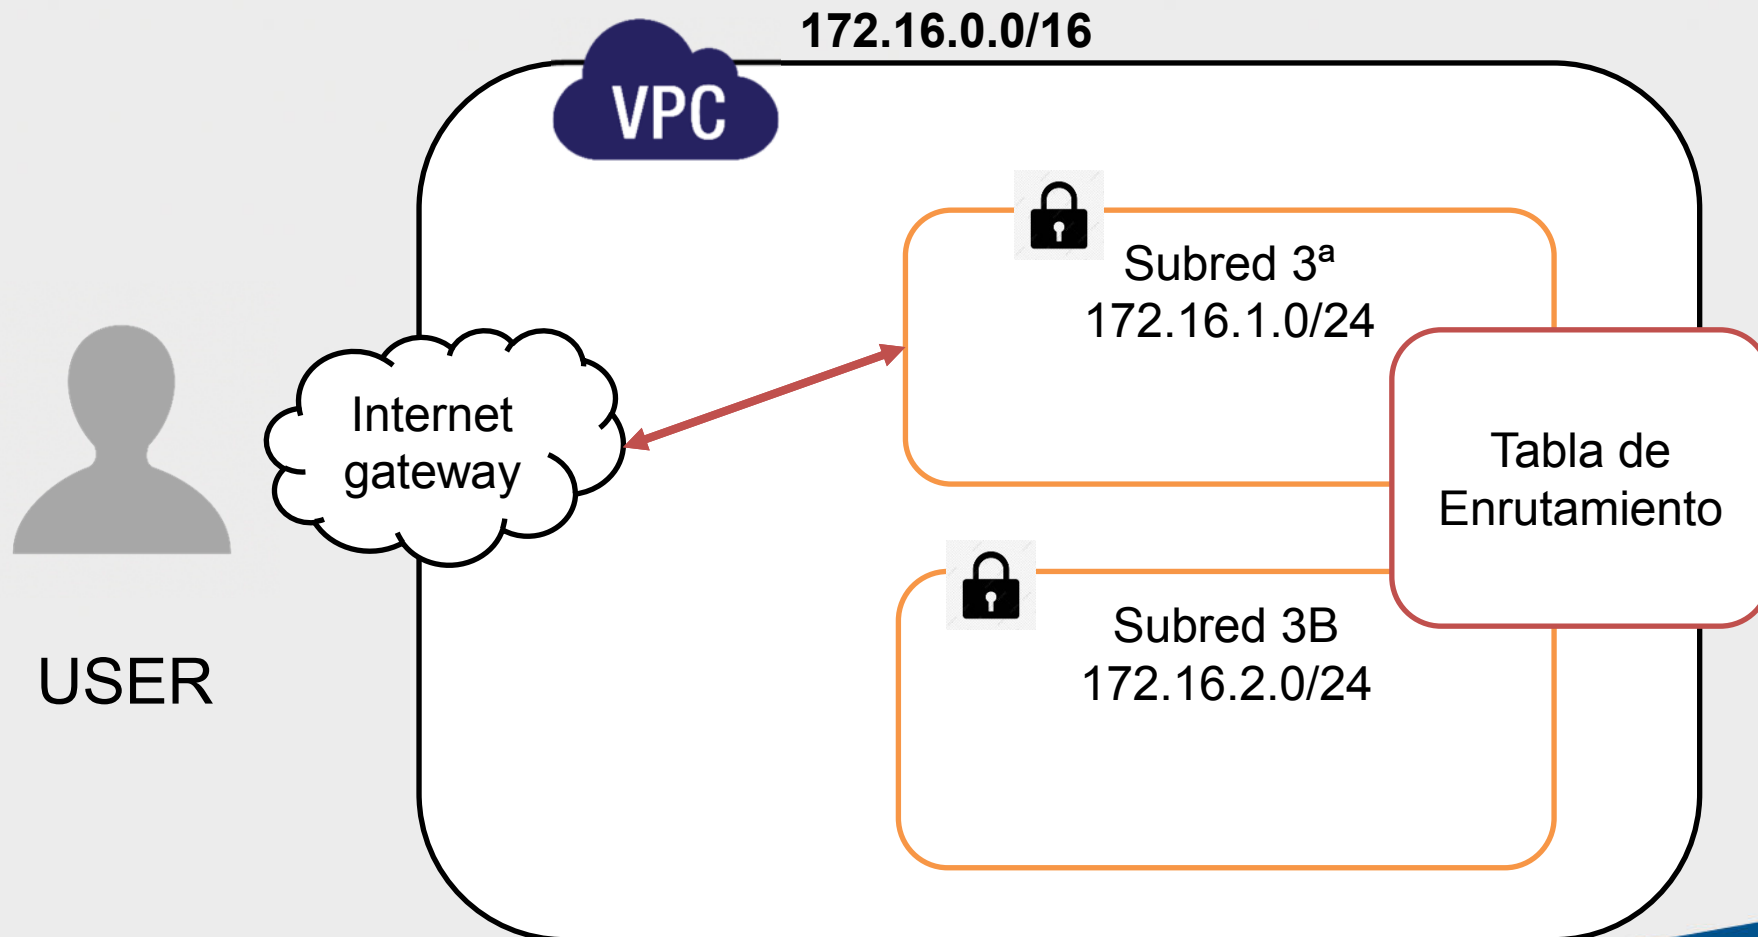 172.16.0.0/16
VPC
Subred 3ª
172.16.1.0/24
Internet
gateway
Tabla de
Enrutamiento
Subred 3B
172.16.2.0/24
USER